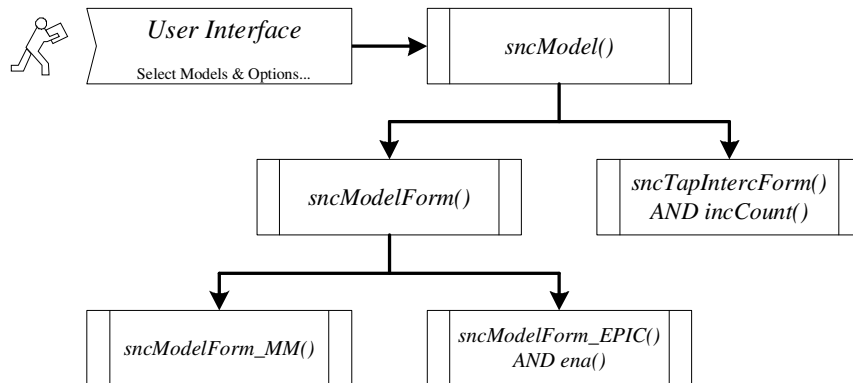 User Interface
Select Models & Options...
sncModel()
sncModelForm()
sncTapIntercForm()
AND incCount()
sncModelForm_MM()
sncModelForm_EPIC()
AND ena()